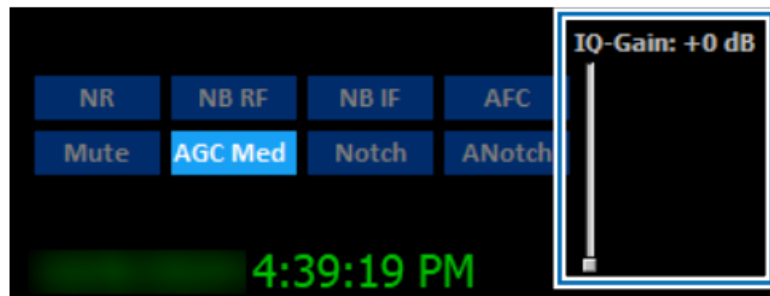 IQ-Gain: +0 dB
NR NB RF NB IF AFC
Mute AGC Med Notch ANotch
4:39:19 PM